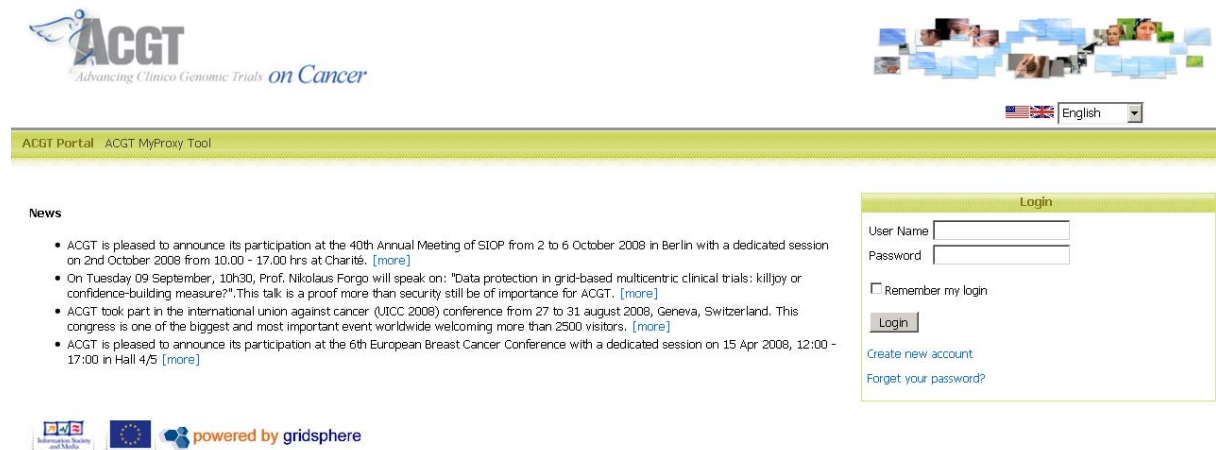 ACGT
Advancing Clinico Genomic Trials on Cancer
English
ACGT Portal ACGT MyProxy Tool
News
• ACGT is pleased to announce its participation at the 40th Annual Meeting of SIOP from 2 to 6 October 2008 in Berlin with a dedicated session
on 2nd October 2008 from 10.00 - 17.00 hrs at Charité. [more]
• On Tuesday 09 September, 10h30, Prof. Nikolaus Forgo will speak on: "Data protection in grid-based multicentric clinical trials: killjoy or
confidence-building measure?".This talk is a proof more than security still be of importance for ACGT. [more]
• ACGT took part in the international union against cancer (UICC 2008) conference from 27 to 31 august 2008, Geneva, Switzerland. This
congress is one of the biggest and most important event worldwide welcoming more than 2500 visitors. [more]
• ACGT is pleased to announce its participation at the 6th European Breast Cancer Conference with a dedicated session on 15 Apr 2008, 12:00 -
17:00 in Hall 4/5 [more]
Login
User Name
Password
Remember my login
Login
Create new account
Forget your password?
Information Society
and Media
powered by gridsphere